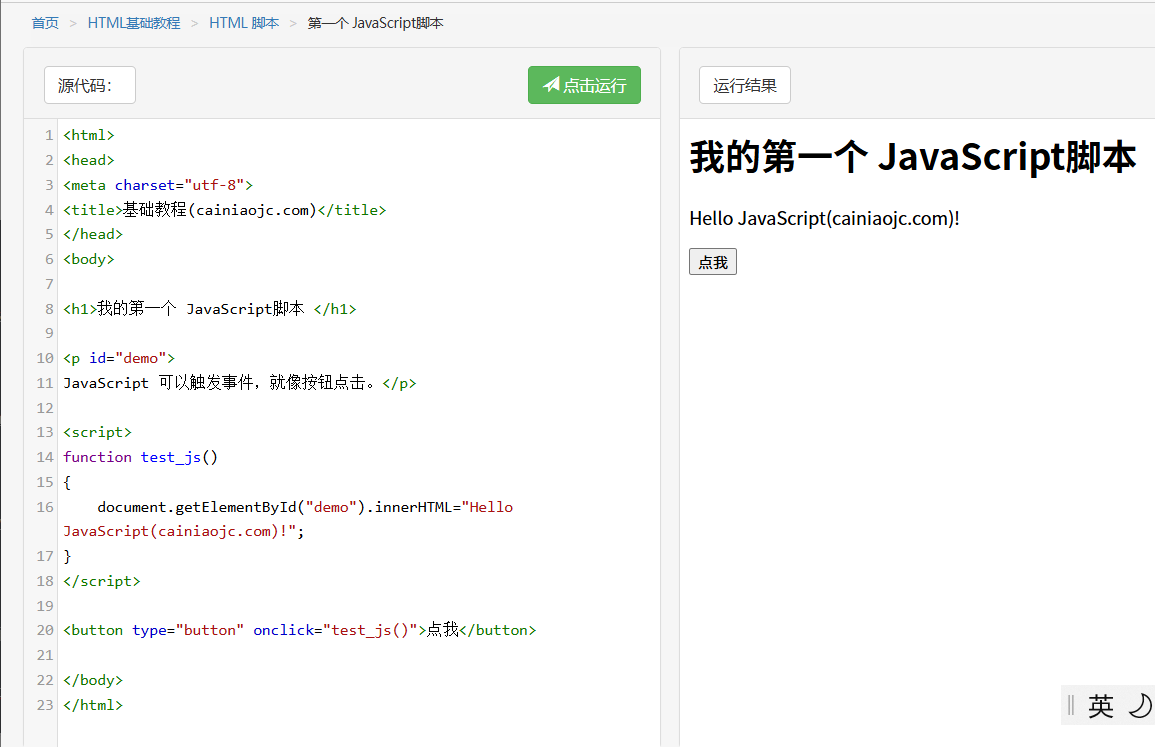 首页 > HTML基础教程 > HTML 脚本 > 第一个 JavaScript脚本
源代码：
点击运行
1 <html>
2 <head>
3 <meta charset="utf-8">
4 <title>基础教程(cainiaojc.com)</title>
5 </head>
6 <body>
7
8 <h1>我的第一个 JavaScript脚本 </h1>
9
10 <p id="demo">
11 JavaScript 可以触发事件，就像按钮点击。</p>
12
13 <script>
14 function test_js()
15 {
16     document.getElementById("demo").innerHTML="Hello
JavaScript(cainiaojc.com)!";
17 }
18 </script>
19
20 <button type="button" onclick="test_js()">点我</button>
21
22 </body>
23 </html>
运行结果
我的第一个 JavaScript脚本
Hello JavaScript(cainiaojc.com)!
点我
英